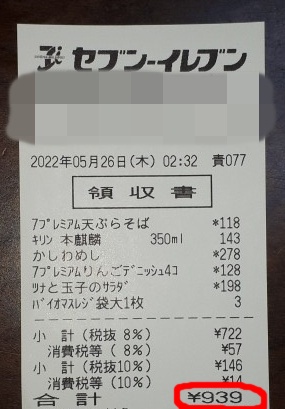 セブン-イレブン
2022年05月26日(木) 02:32 責077
領収書
7プレミアム天ぷらそば *118
キリン 本麒麟 350ml 143
かしわめし *278
7プレミアムりんごデニッシュ4コ *128
ツナと玉子のサラダ *198
バイオマスレジ袋大1枚 3
小 計(税抜 8%) ¥722
消費税等( 8%) ¥57
小 計(税抜10%) ¥146
消費税等(10%) ¥14
合 計 ¥939